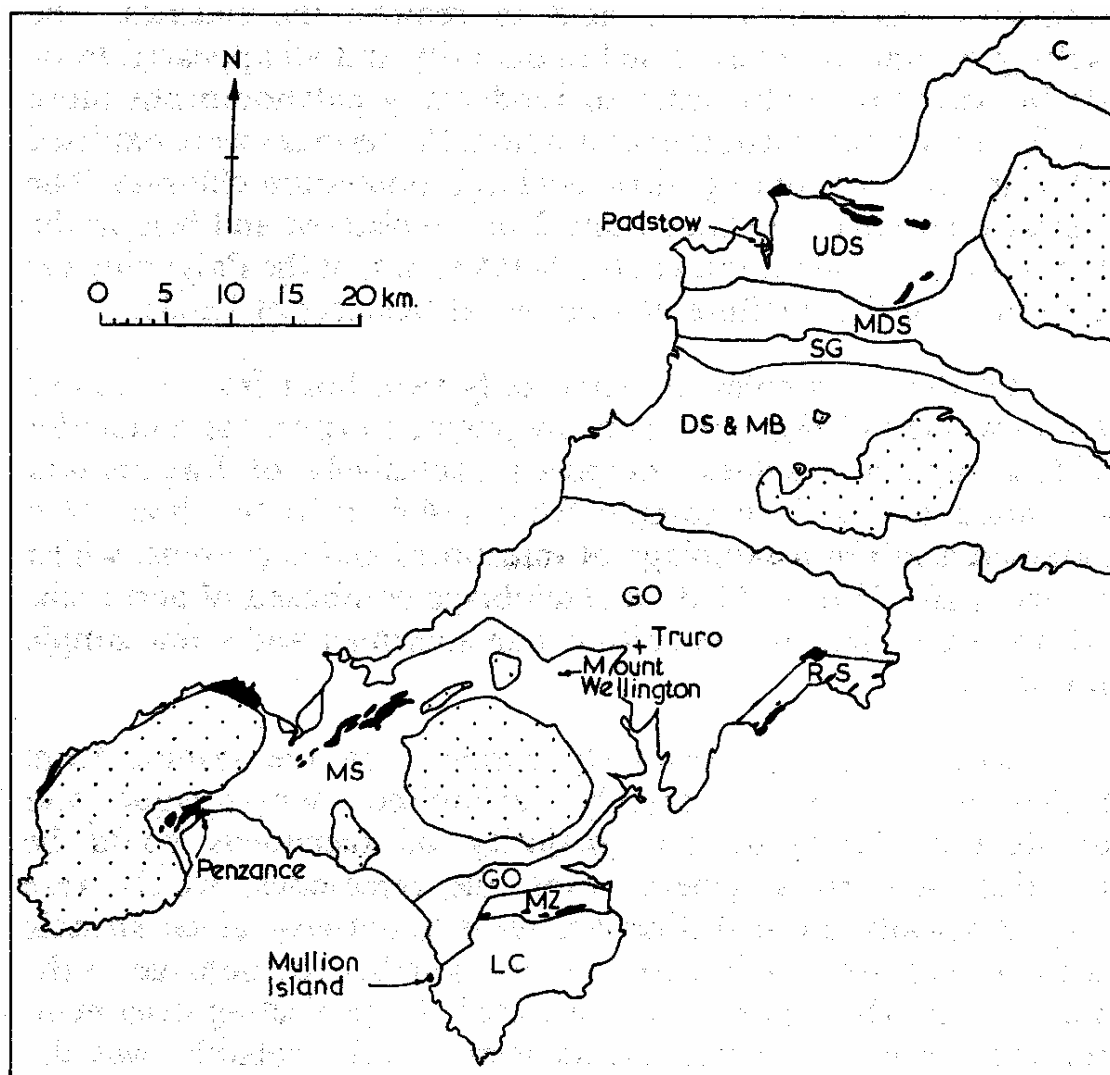 N
C
Padstow
UDS
0 5 10 15 20 km.
MDS
SG
DS & MB
GO
Truro
Mount
Wellington
R S
MS
Penzance
GO
MZ
LC
Mullion
Island